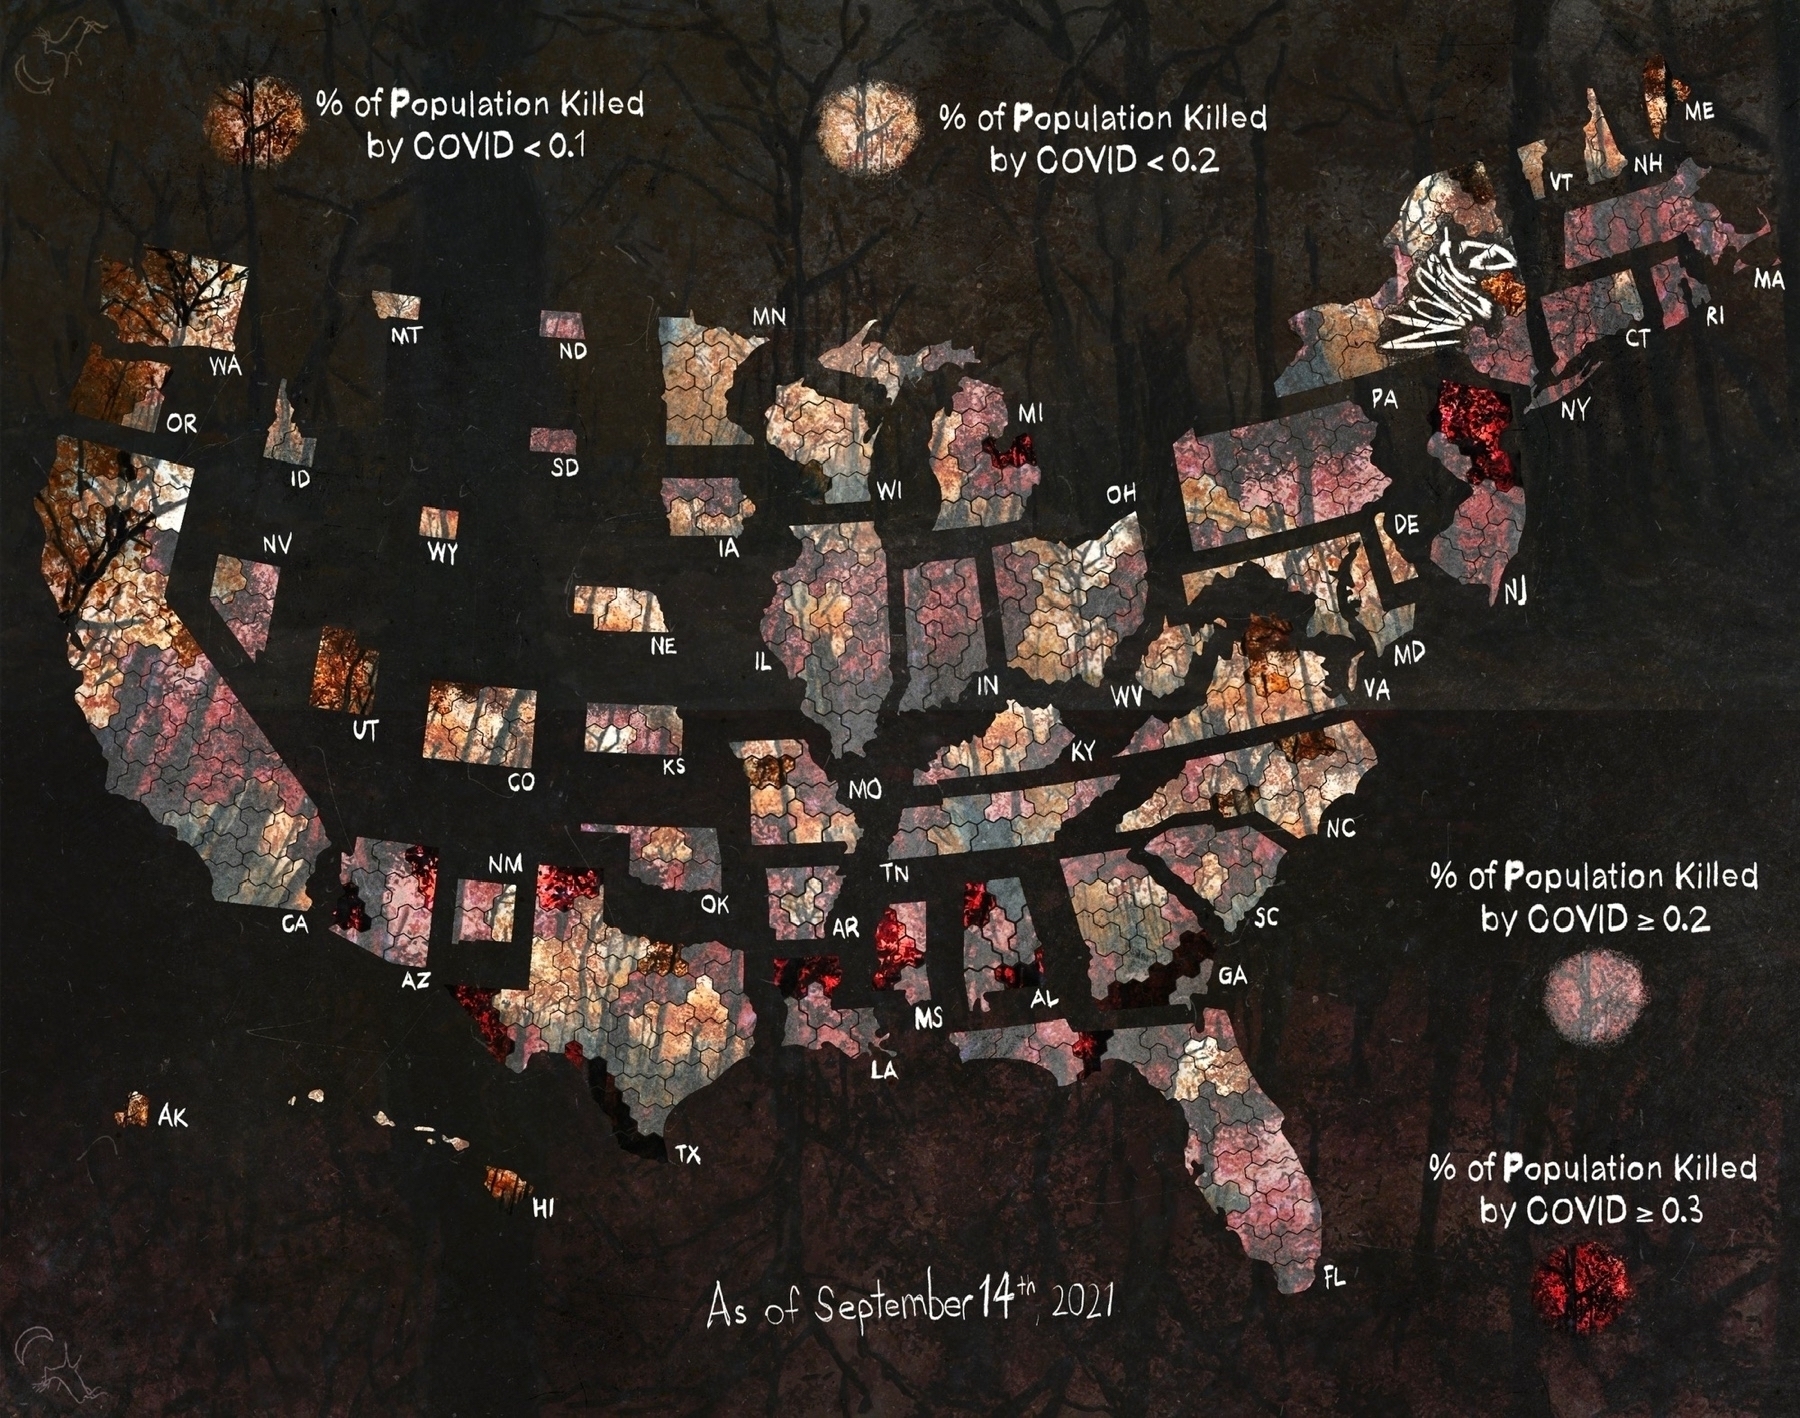 % of Population Killed
by COVID < 0.1
% of Population Killed
by COVID < 0.2
ME
NH
VT
MA
RI
CT
NY
PA
NJ
DE
MD
VA
WV
OH
MI
WI
MN
ND
MT
WA
OR
ID
SD
WY
NV
IA
NE
IL
IN
KY
UT
CO
KS
MO
NC
TN
NM
OK
CA
AZ
AR
SC
GA
AL
MS
LA
TX
AK
HI
FL
% of Population Killed
by COVID ≥ 0.2
% of Population Killed
by COVID ≥ 0.3
As of September 14th, 2021